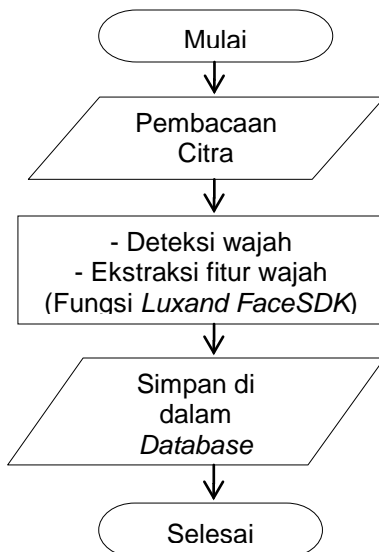 Mulai
Pembacaan
Citra
- Deteksi wajah
- Ekstraksi fitur wajah
(Fungsi Luxand FaceSDK)
Simpan di
dalam
Database
Selesai